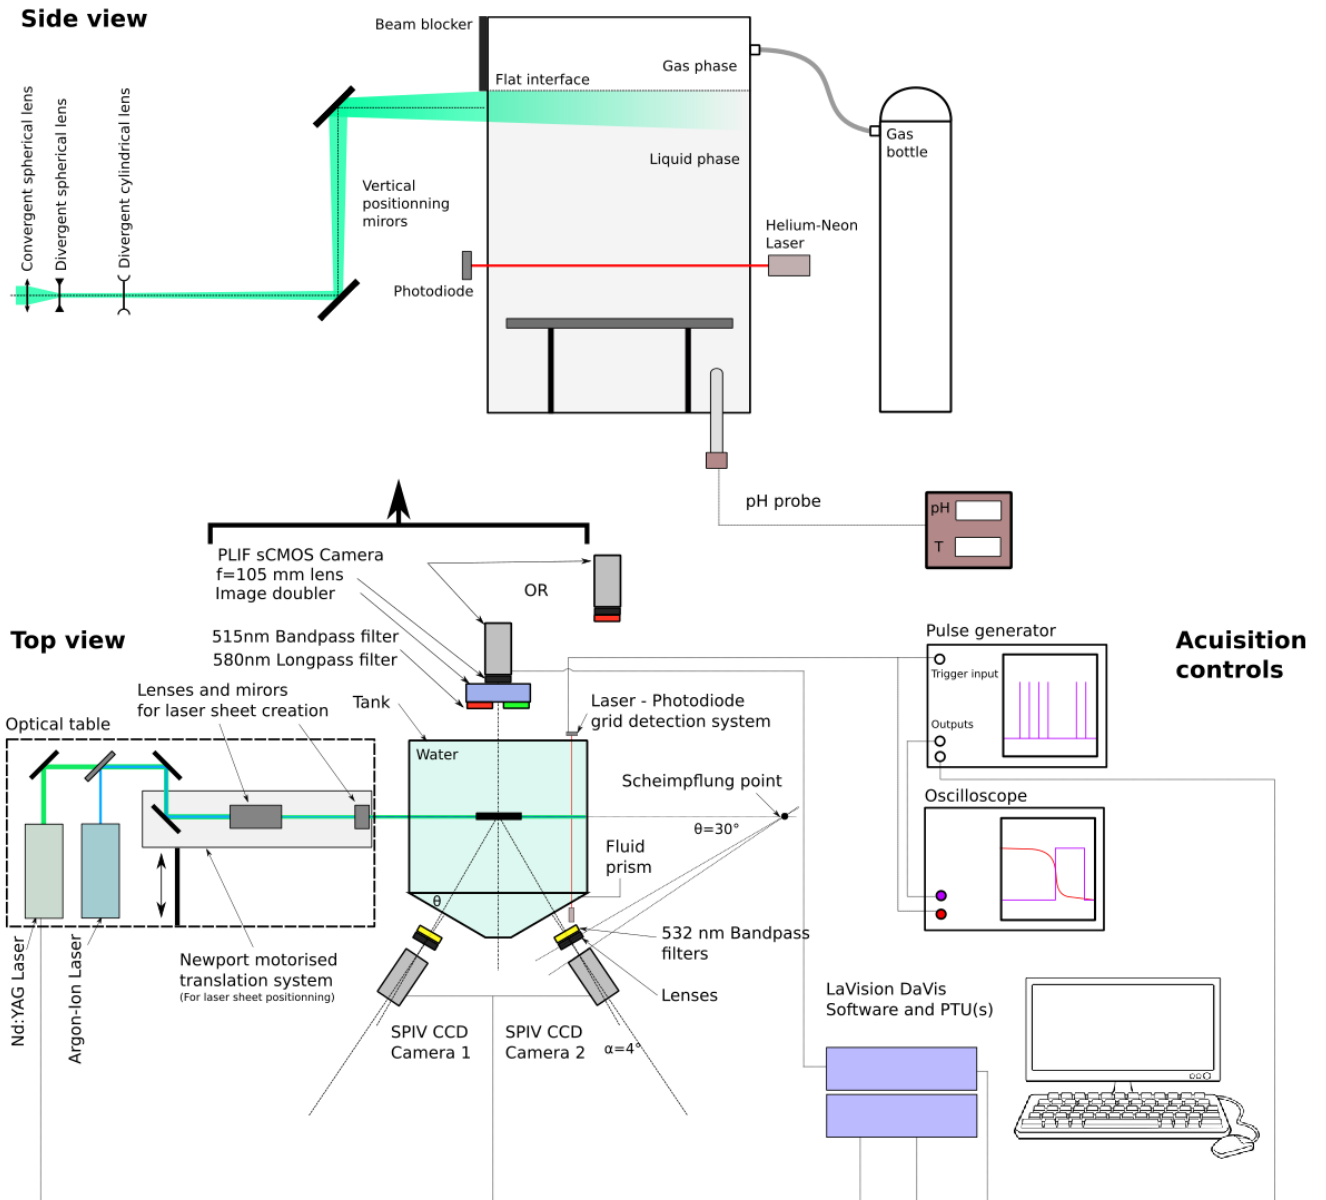 Side view
Beam blocker
Gas phase
Flat interface
Convergent spherical lens
Divergent spherical lens
Divergent cylindrical lens
Gas
bottle
Liquid phase
Vertical
positionning
mirors
Helium-Neon
Laser
Photodiode
pH probe
pH
T
PLIF sCMOS Camera
f=105 mm lens
Image doubler
OR
Top view
515nm Bandpass filter
580nm Longpass filter
Pulse generator
Trigger input
Outputs
Acuisition
controls
Lenses and mirors
for laser sheet creation
Tank
Laser - Photodiode
grid detection system
Optical table
Water
Scheimpflung point
Oscilloscope
θ=30°
Fluid
prism
θ
532 nm Bandpass
filters
Nd:YAG Laser
Argon-Ion Laser
Newport motorised
translation system
(For laser sheet positionning)
Lenses
LaVision DaVis
Software and PTU(s)
SPIV CCD
Camera 1
SPIV CCD
Camera 2
α=4°